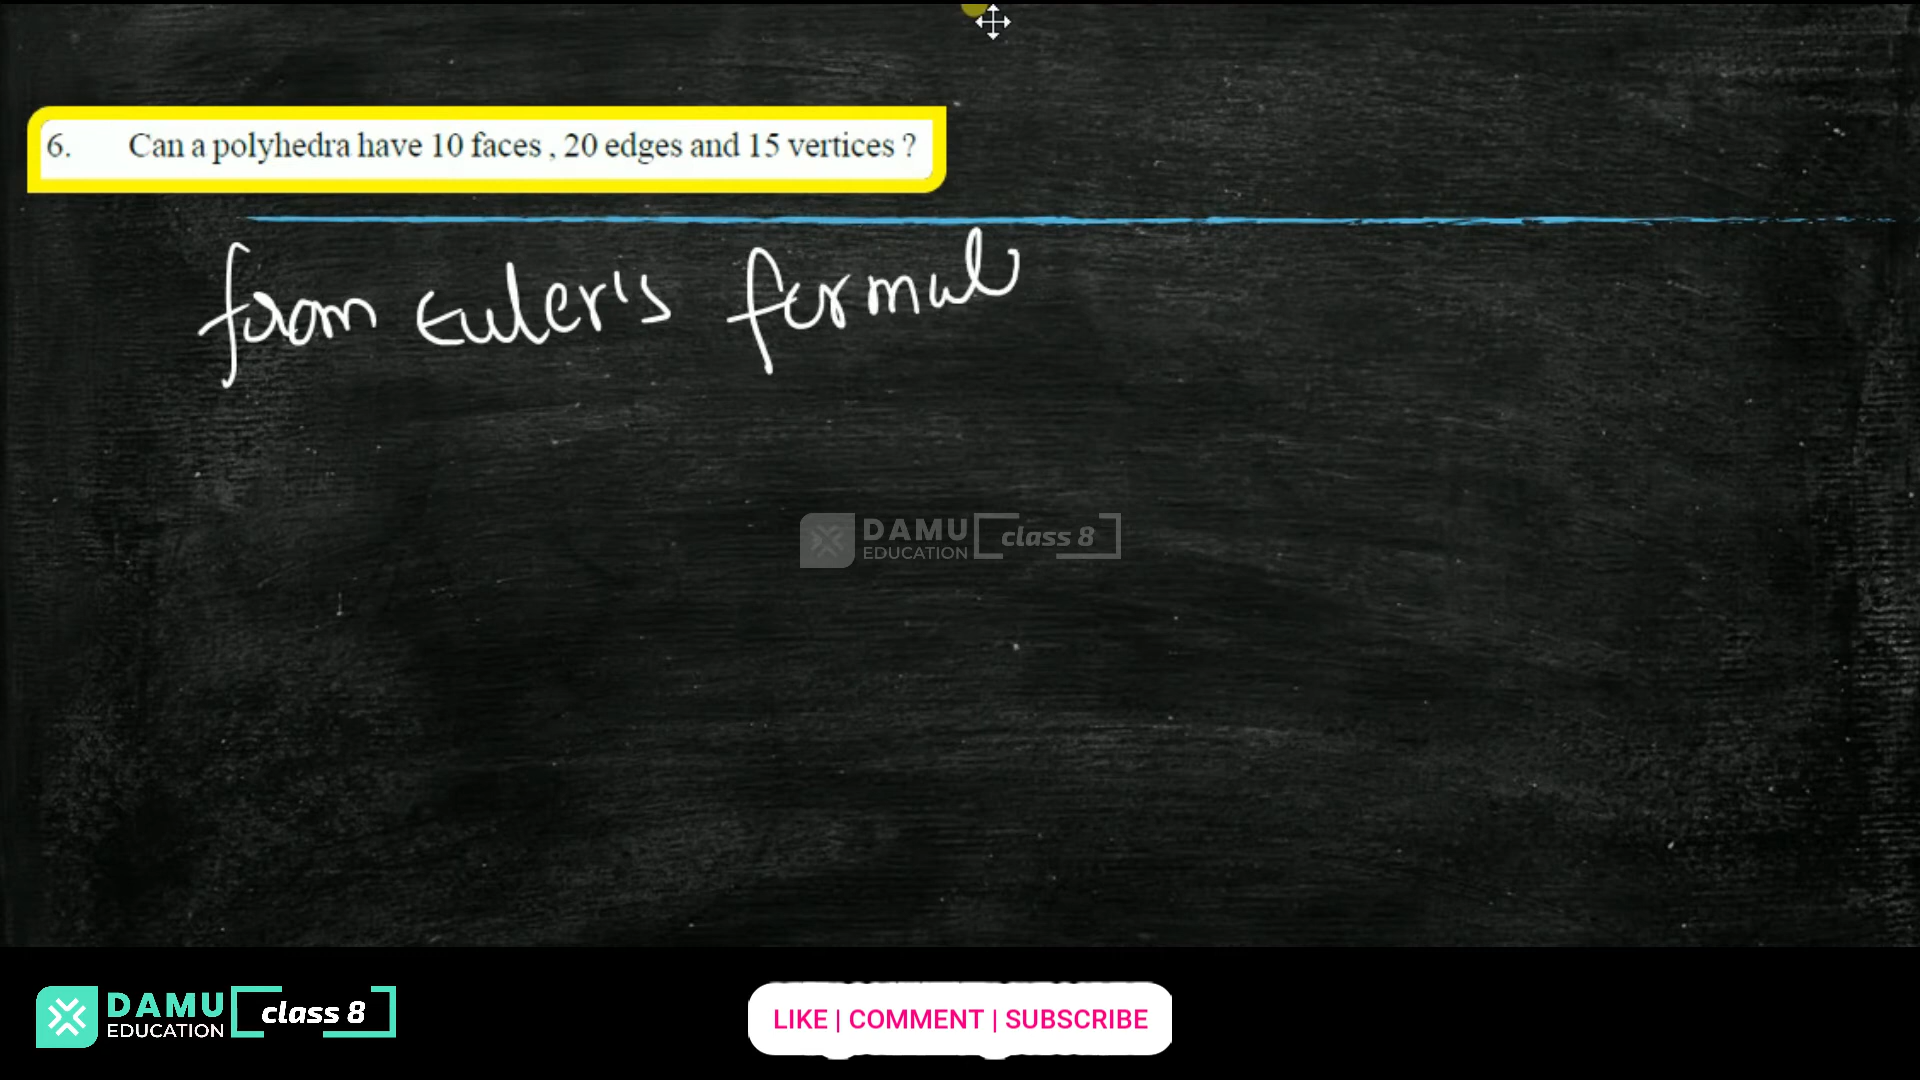 6. Can a polyhedra have 10 faces , 20 edges and 15 vertices ?
from Euler's formul
DAMU EDUCATION class 8
DAMU EDUCATION class 8
LIKE | COMMENT | SUBSCRIBE